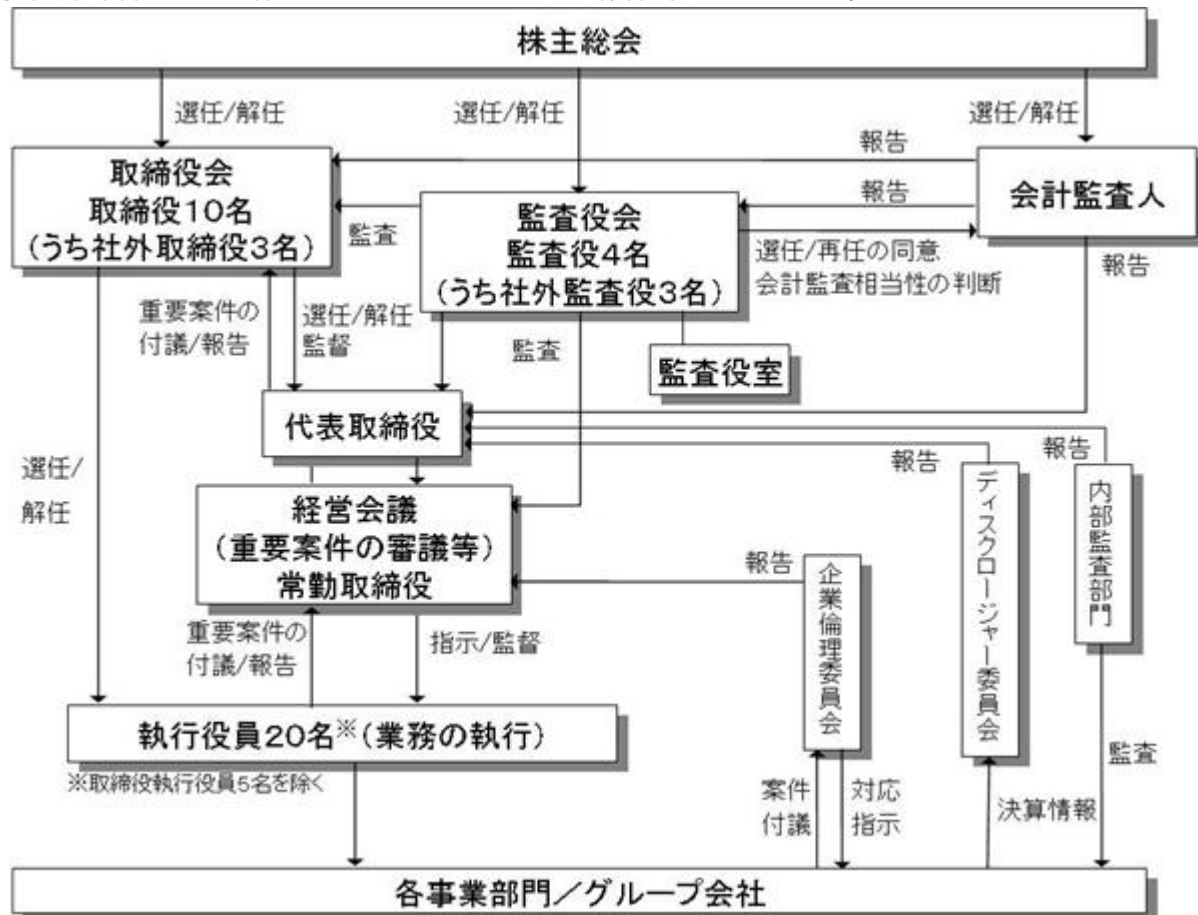 株主総会
選任/解任
選任/解任
選任/解任
取締役会
取締役10名
(うち社外取締役3名)
報告
会計監査人
監査役会
監査役4名
(うち社外監査役3名)
監査
報告
選任/再任の同意
会計監査相当性の判断
報告
重要案件の
付議/報告
選任/解任
監督
監査
監査役室
代表取締役
選任/
解任
報告
報告
経営会議
(重要案件の審議等)
常勤取締役
報告
企業倫理委員会
ディスクロージャー委員会
内部監査部門
重要案件の
付議/報告
指示/監督
執行役員20名※(業務の執行)
※取締役執行役員5名を除く
案件
付議
対応
指示
決算情報
監査
各事業部門/グループ会社